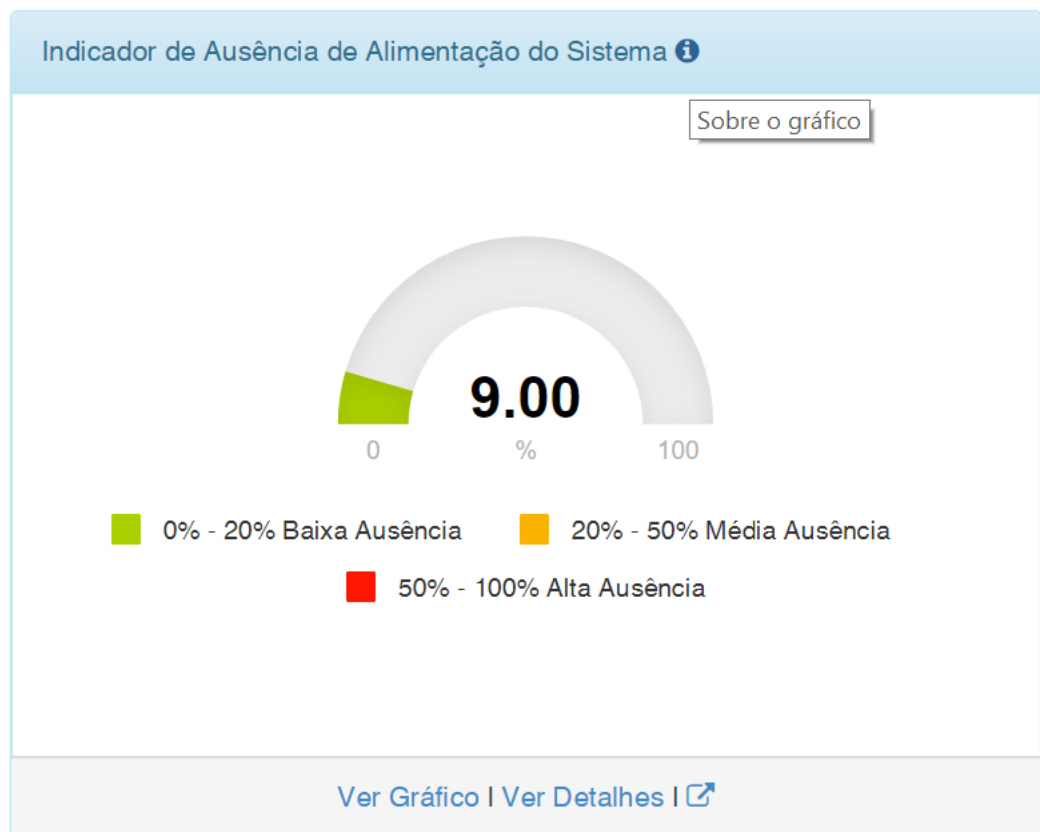 Indicador de Ausência de Alimentação do Sistema
Sobre o gráfico
9.00
0 % 100
0% - 20% Baixa Ausência 20% - 50% Média Ausência
50% - 100% Alta Ausência
Ver Gráfico | Ver Detalhes |